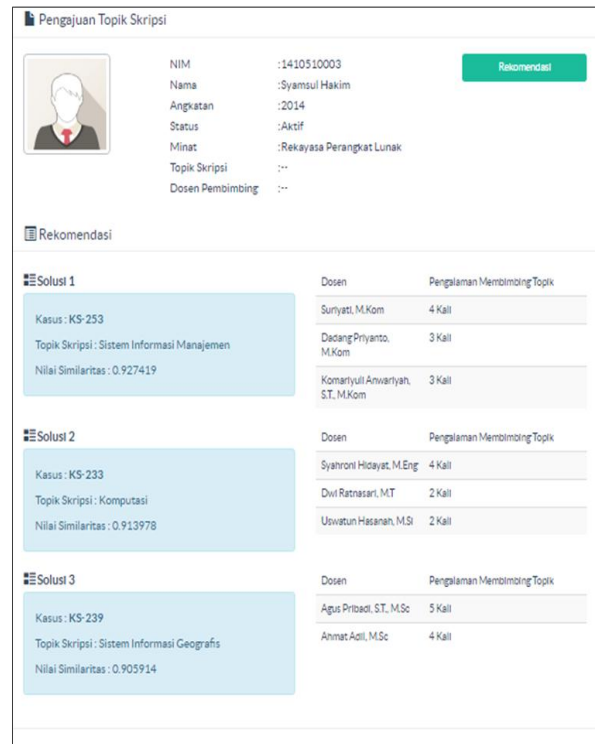 Pengajuan Topik Skripsi
NIM :1410510003
Nama :Syamsul Hakim
Angkatan :2014
Status :Aktif
Minat :Rekayasa Perangkat Lunak
Topik Skripsi :--
Dosen Pembimbing :--
Rekomendasi
Rekomendasi
Solusi 1
Kasus : KS-253
Topik Skripsi : Sistem Informasi Manajemen
Nilai Similaritas : 0.927419
Dosen Pengalaman Membimbing Topik
Suriyati, M.Kom 4 Kali
Dadang Priyanto, 3 Kali
M.Kom
Komariyuli Anwariyah, 3 Kali
S.T., M.Kom
Solusi 2
Kasus : KS-233
Topik Skripsi : Komputasi
Nilai Similaritas : 0.913978
Dosen Pengalaman Membimbing Topik
Syahroni Hidayat, M.Eng 4 Kali
Dwi Ratnasari, M.T 2 Kali
Uswatun Hasanah, M.Si 2 Kali
Solusi 3
Kasus : KS-239
Topik Skripsi : Sistem Informasi Geografis
Nilai Similaritas : 0.905914
Dosen Pengalaman Membimbing Topik
Agus Pribadi, S.T., M.Sc 5 Kali
Ahmat Adil, M.Sc 4 Kali